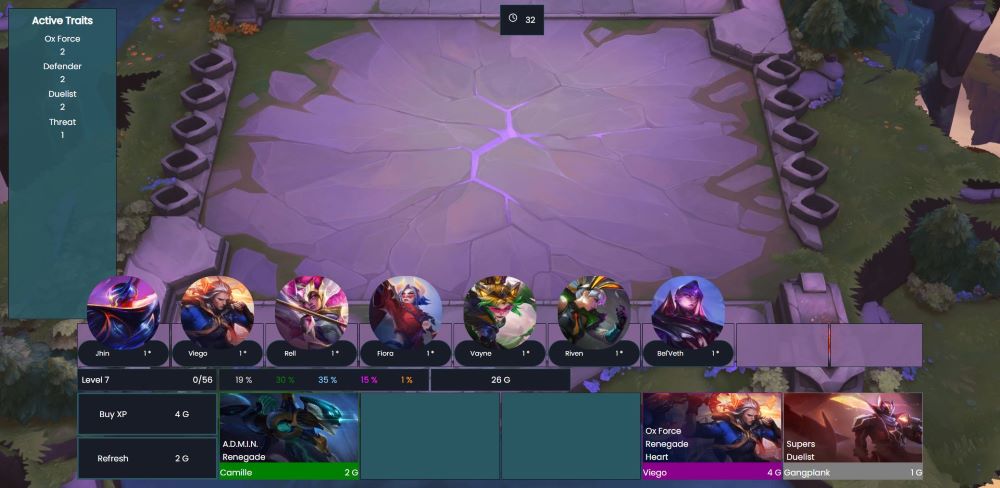 Active Traits
32
Ox Force
2
Defender
2
Duelist
2
Threat
1
Jhin 1*
Viego 1*
Rell 1*
Fiora 1*
Vayne 1*
Riven 1*
Bel'Veth 1*
Level 7 0/56
19 % 30 % 35 % 15 % 1 %
26 G
Buy XP 4 G
Refresh 2 G
A.D.M.I.N.
Renegade
Camille 2 G
Ox Force
Renegade
Heart
Viego 4 G
Supers
Duelist
Gangplank 1 G